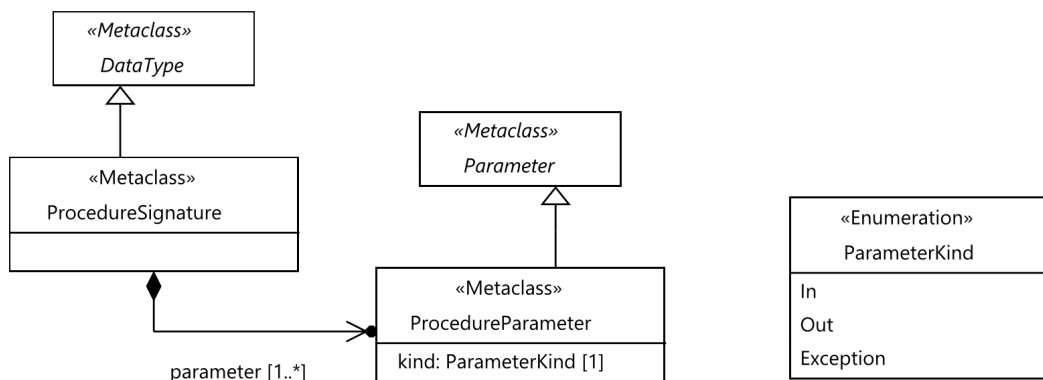 «Metaclass»
DataType
«Metaclass»
Parameter
«Metaclass»
ProcedureSignature
«Enumeration»
ParameterKind
In
Out
Exception
«Metaclass»
ProcedureParameter
kind: ParameterKind [1]
parameter [1..*]